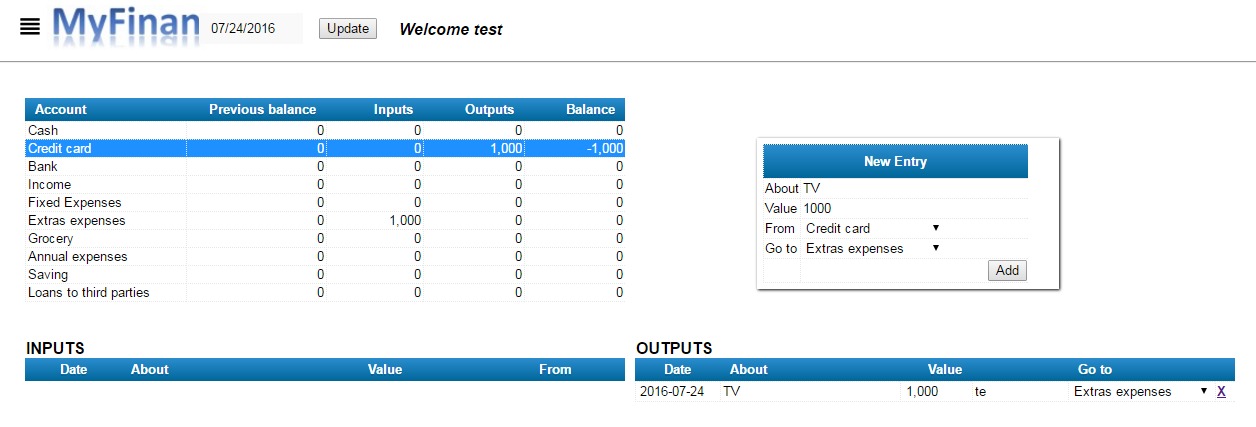 MyFinan 07/24/2016 Update Welcome test
Account Previous balance Inputs Outputs Balance
Cash 0 0 0 0
Credit card 0 0 1,000 -1,000
Bank 0 0 0 0
Income 0 0 0 0
Fixed Expenses 0 0 0 0
Extras expenses 0 1,000 0 0
Grocery 0 0 0 0
Annual expenses 0 0 0 0
Saving 0 0 0 0
Loans to third parties 0 0 0 0
New Entry
About TV
Value 1000
From Credit card
Go to Extras expenses
Add
INPUTS
Date About Value From
OUTPUTS
Date About Value Go to
2016-07-24 TV 1,000 te Extras expenses X